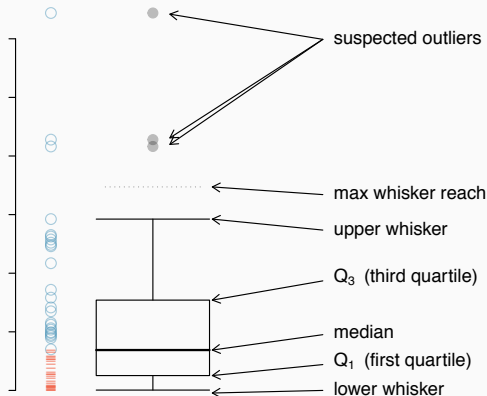 suspected outliers
max whisker reach
upper whisker
Q₃ (third quartile)
median
Q₁ (first quartile)
lower whisker